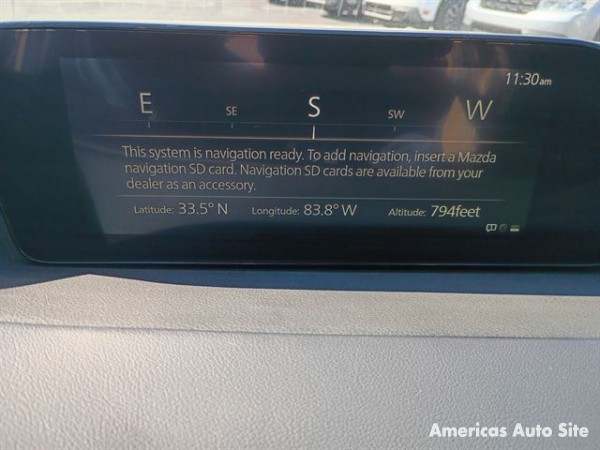 11:30am
E SE S SW W
This system is navigation ready. To add navigation, insert a Mazda
navigation SD card. Navigation SD cards are available from your
dealer as an accessory.
Latitude: 33.5° N Longitude: 83.8° W Altitude: 794feet
Americas Auto Site